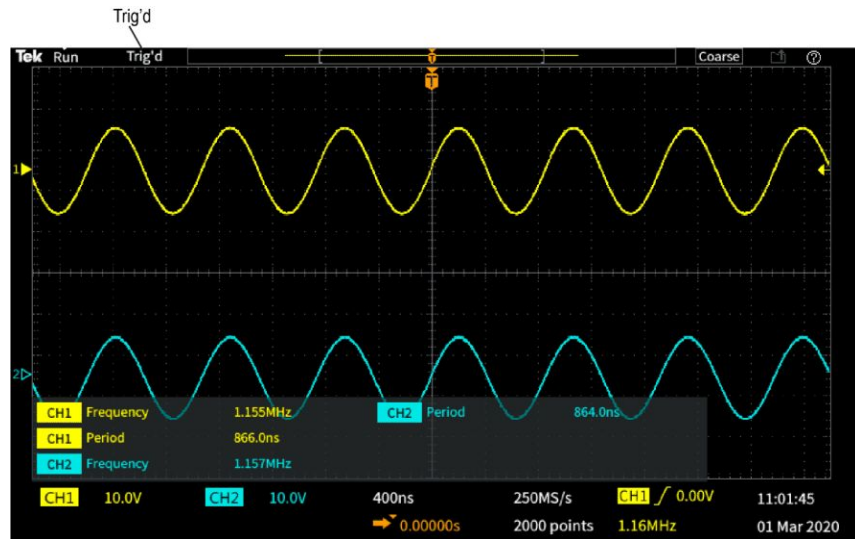 Trig'd
Tek Run Trig'd T Coarse ?
T
1
2
CH1 Frequency 1.155MHz CH2 Period 864.0ns
CH1 Period 866.0ns
CH2 Frequency 1.157MHz
CH1 10.0V CH2 10.0V 400ns 250MS/s CH1 0.00V 11:01:45
0.00000s 2000 points 1.16MHz 01 Mar 2020